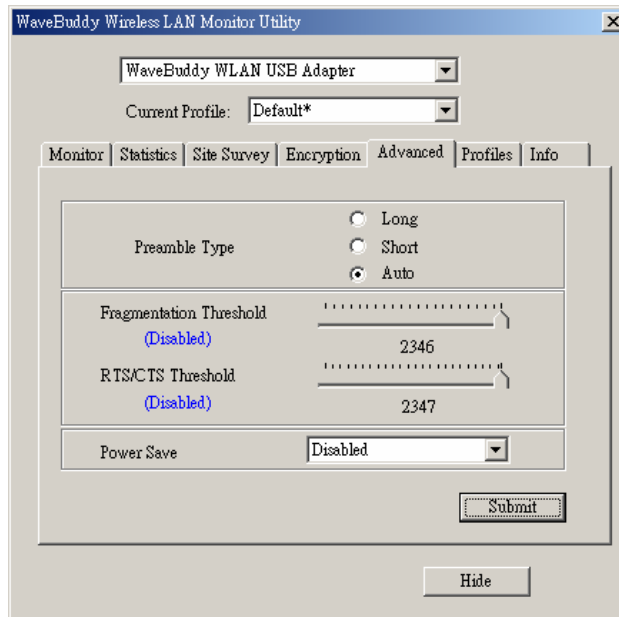 WaveBuddy Wireless LAN Monitor Utility
WaveBuddy WLAN USB Adapter
Current Profile: Default*
Monitor Statistics Site Survey Encryption Advanced Profiles Info
Long
Preamble Type Short
Auto
Fragmentation Threshold
(Disabled)
2346
RTS/CTS Threshold
(Disabled)
2347
Power Save Disabled
Submit
Hide